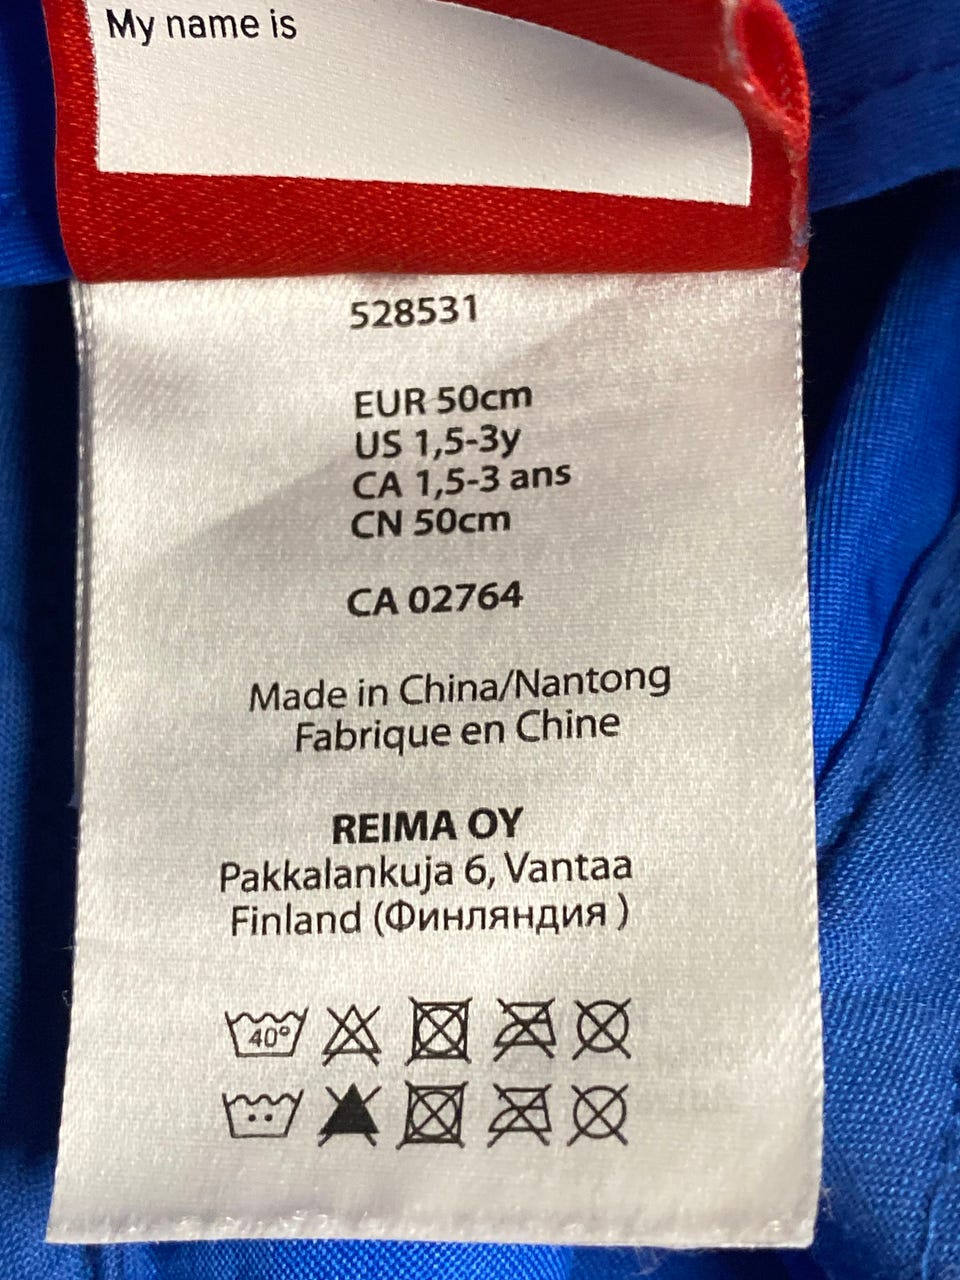 My name is
528531
EUR 50cm
US 1,5-3y
CA 1,5-3 ans
CN 50cm
CA 02764
Made in China/Nantong
Fabrique en Chine
REIMA OY
Pakkalankuja 6, Vantaa
Finland (Финляндия )
40°